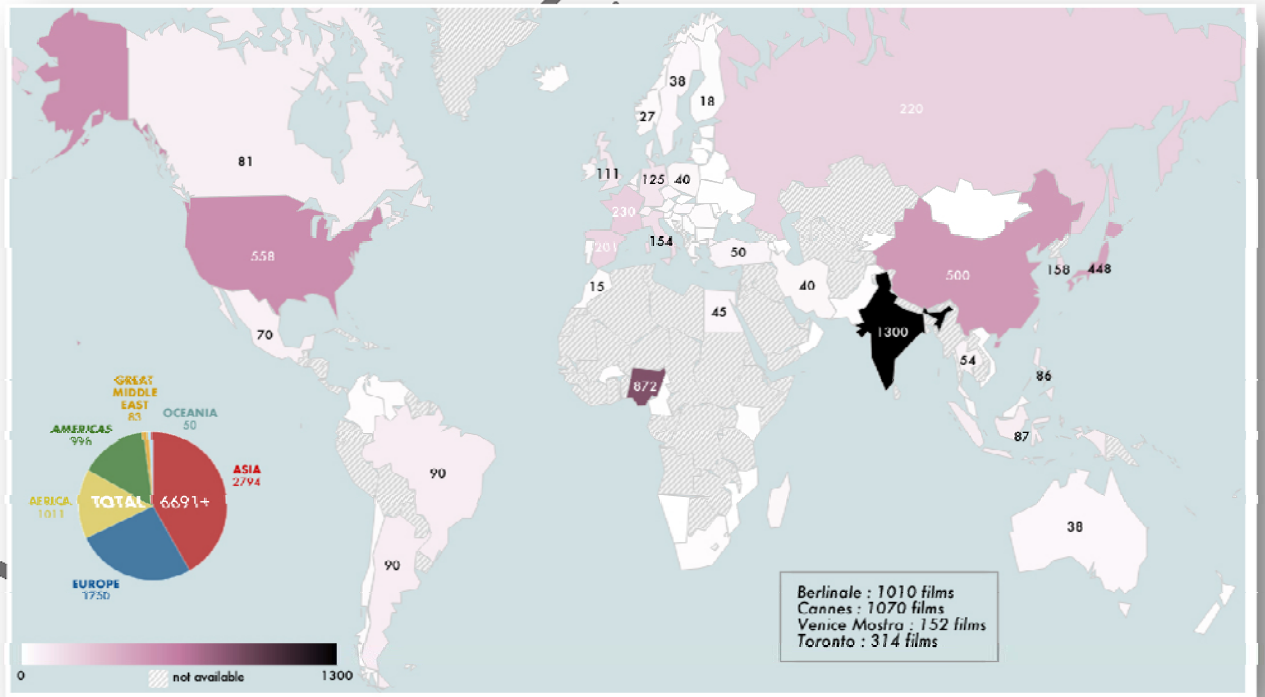 38
18
27
220
81
111
125
40
230
201
154
558
50
500
158
448
15
40
45
70
1300
54
872
86
87
90
38
90
GREAT
MIDDLE
EAST
83
OCEANIA
50
AMERICAS
996
ASIA
2794
AFRICA
1011
TOTAL 6691+
EUROPE
1750
Berlinale : 1010 films
Cannes : 1070 films
Venice Mostra : 152 films
Toronto : 314 films
0
not available
1300